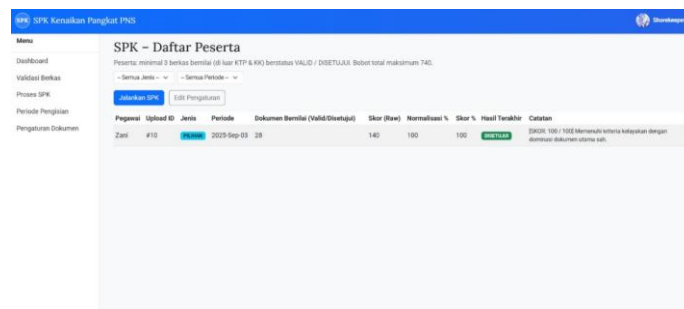 SPK SPK Kenaikan Pangkat PNS
Shorekeeper
Menu
Dashboard
Validasi Berkas
Proses SPK
Periode Pengisian
Pengaturan Dokumen
SPK – Daftar Peserta
Peserta: minimal 3 berkas bernilai (di luar KTP & KK) berstatus VALID / DISETUJUI. Bobot total maksimum 740.
– Semua Jenis – – Semua Periode –
Jalankan SPK Edit Pengaturan
Pegawai Upload ID Jenis Periode Dokumen Bernilai (Valid/Disetujui) Skor (Raw) Normalisasi % Skor % Hasil Terakhir Catatan
Zani #10 PILIHAN 2025-Sep-03 28 140 100 100 DISETUJUI [SKOR: 100 / 100] Memenuhi kriteria kelayakan dengan
dominasi dokumen utama sah.